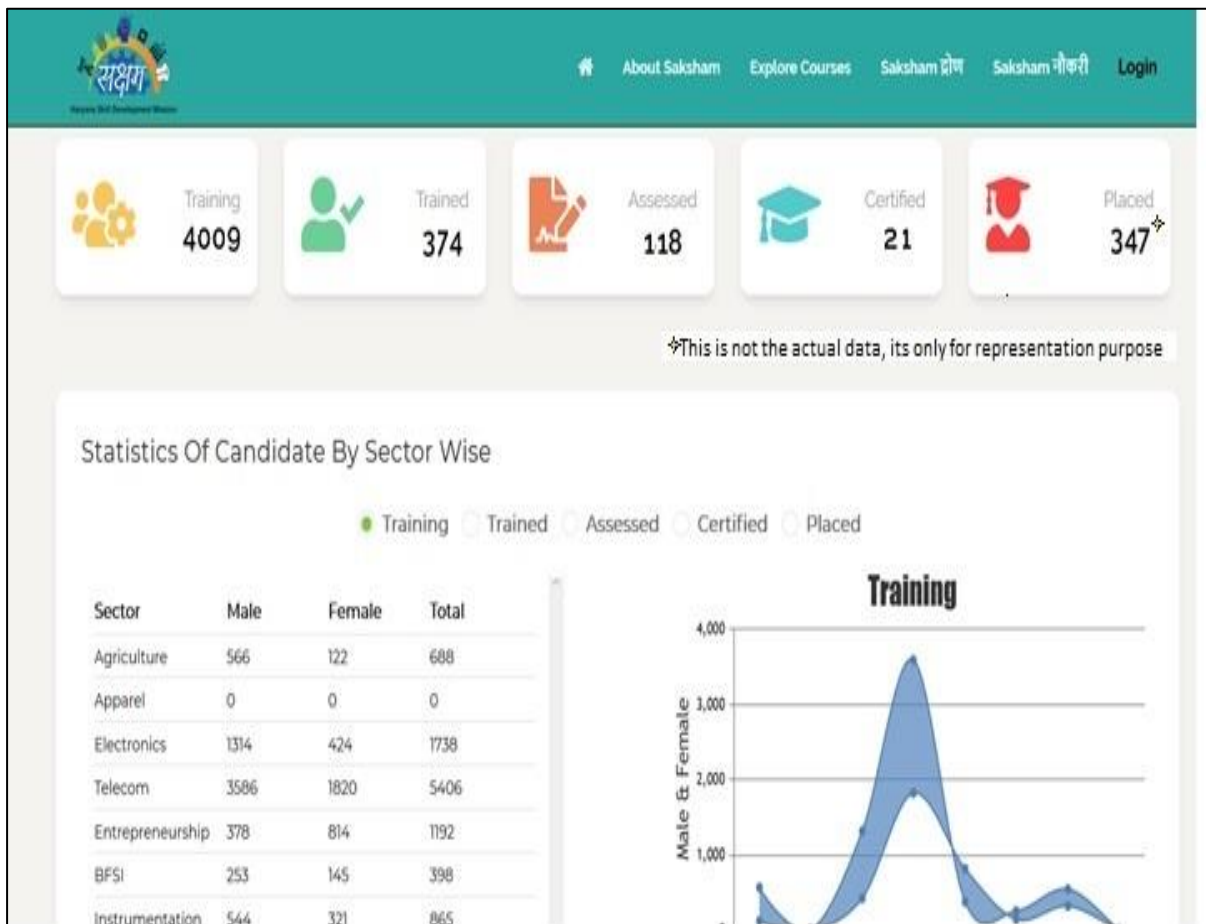 सक्षम
Haryana Skill Development Mission
About Saksham Explore Courses Saksham द्रोण Saksham नौकरी Login
Training
4009
Trained
374
Assessed
118
Certified
21
Placed
347
This is not the actual data, its only for representation purpose
Statistics Of Candidate By Sector Wise
Training Trained Assessed Certified Placed
Sector Male Female Total
Agriculture 566 122 688
Apparel 0 0 0
Electronics 1314 424 1738
Telecom 3586 1820 5406
Entrepreneurship 378 814 1192
BFSI 253 145 398
Instrumentation 544 321 865
Training
4,000
3,000
2,000
1,000
Male & Female